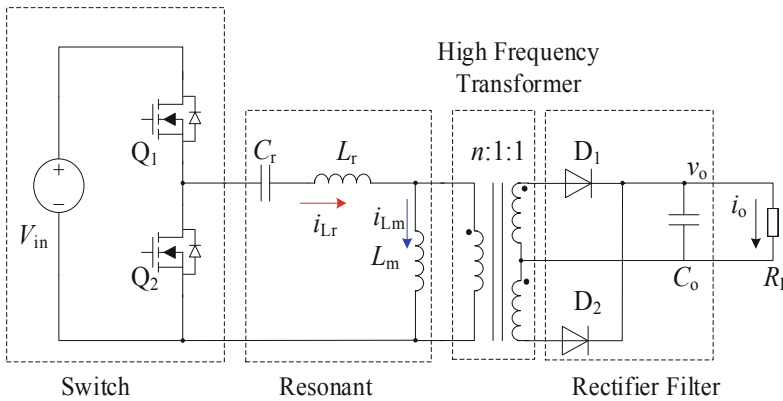 High Frequency
Transformer
Q1
Cr
Lr
n:1:1
D1
vo
+
−
Vin
iLr
iLm
io
Q2
Lm
D2
Co
Switch
Resonant
Rectifier Filter